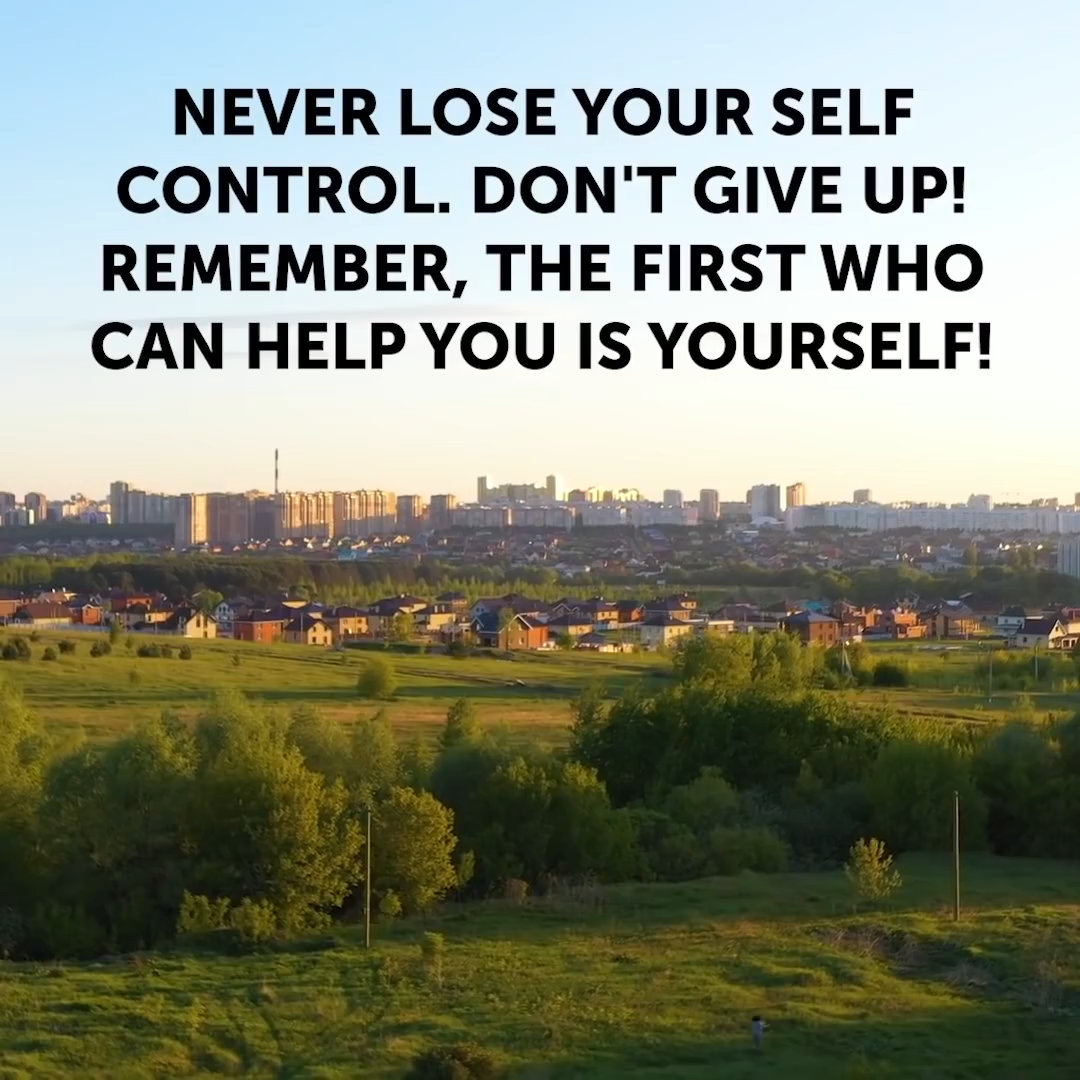 NEVER LOSE YOUR SELF
CONTROL. DON'T GIVE UP!
REMEMBER, THE FIRST WHO
CAN HELP YOU IS YOURSELF!